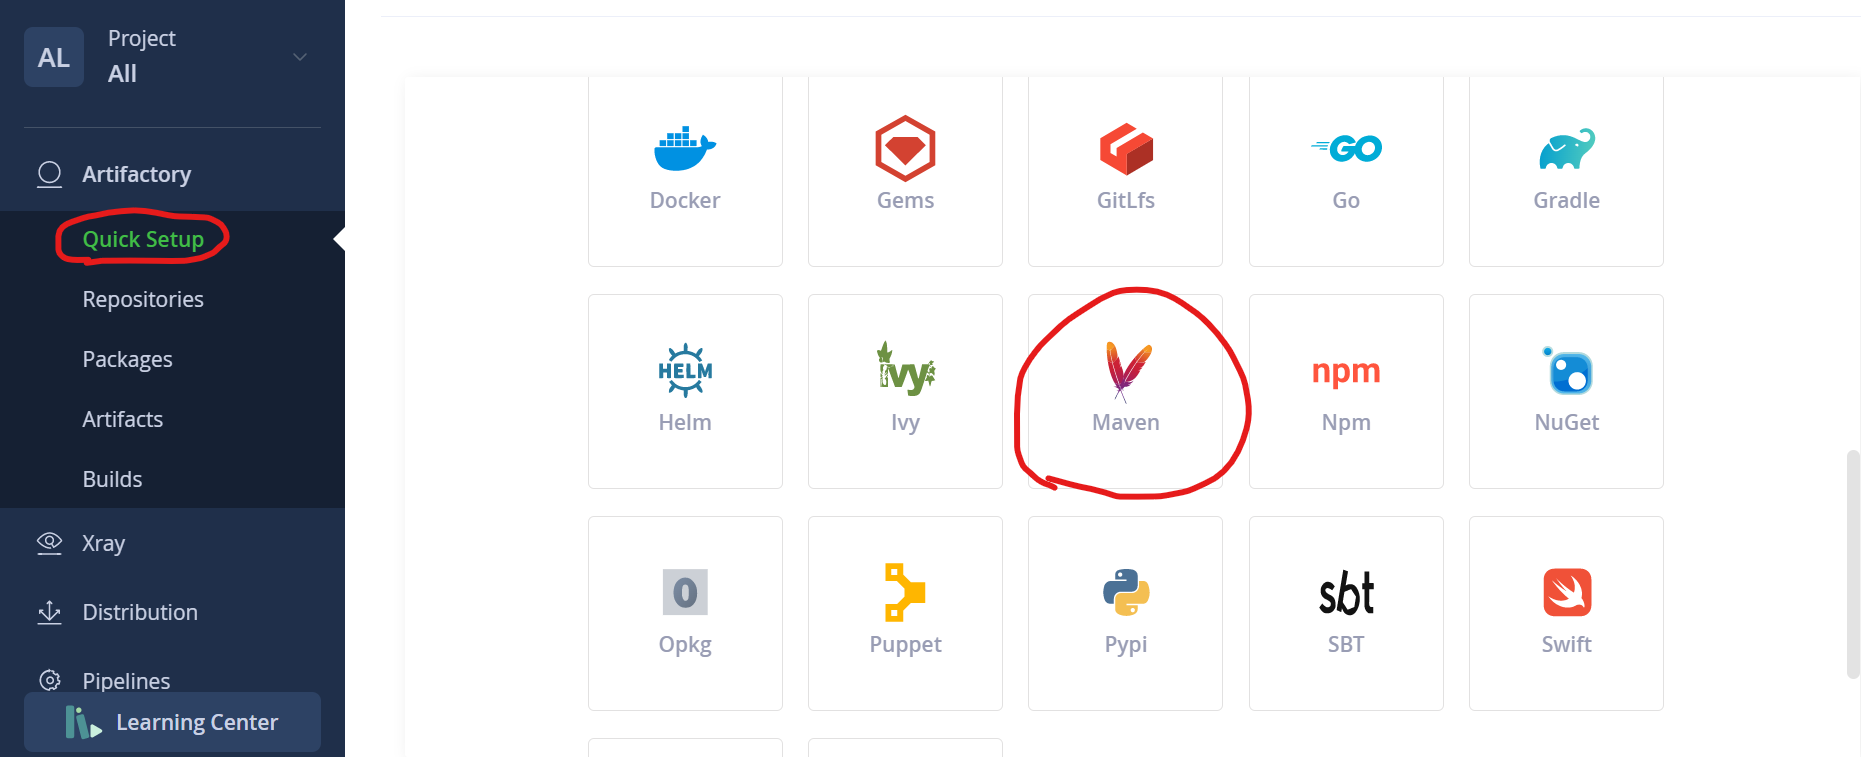 AL
Project
All
Artifactory
Quick Setup
Repositories
Packages
Artifacts
Builds
Xray
Distribution
Pipelines
Learning Center
GO
Docker
Gems
GitLfs
Go
Gradle
HELM
ivy
npm
Helm
Ivy
Maven
Npm
NuGet
O
sbt
Opkg
Puppet
Pypi
SBT
Swift